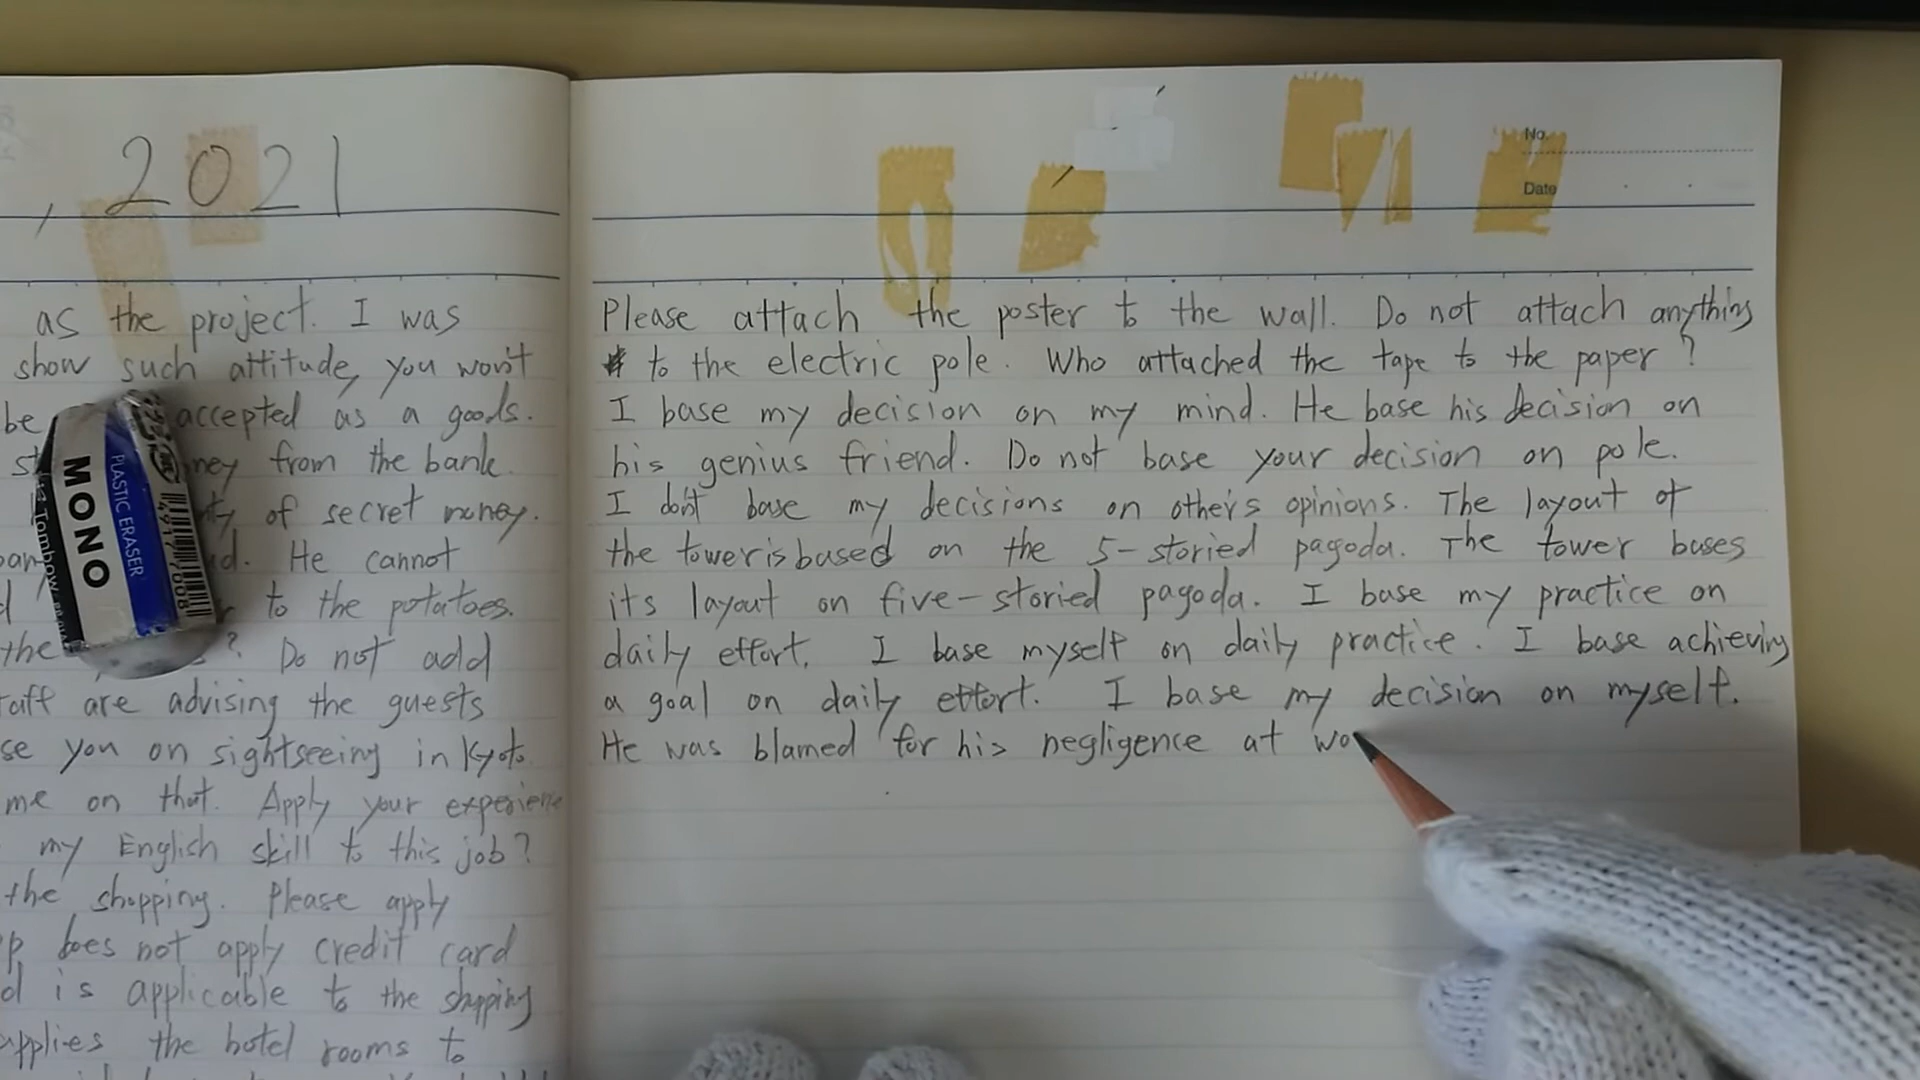 , 2021
as the project. I was
show such attitude, you won't
be accepted as a goods.
from the bank.
of secret money.
He cannot
to the potatoes.
the ? Do not add
are advising the guests
you on sightseeing in Kyoto
me on that. Apply your experience
my English skill to this job?
the shopping. Please apply
does not apply credit card
is applicable to the shopping
applies the hotel rooms to
MONO
PLASTIC ERASER
Tombow
No.
Date
Please attach the poster to the wall. Do not attach anything
to the electric pole. Who attached the tape to the paper?
I base my decision on my mind. He base his decision on
his genius friend. Do not base your decision on pole.
I don't base my decisions on other's opinions. The layout of
the tower is based on the 5-storied pagoda. The tower bases
its layout on five-storied pagoda. I base my practice on
daily effort. I base myself on daily practice. I base achieving
a goal on daily effort. I base my decision on myself.
He was blamed for his negligence at wo